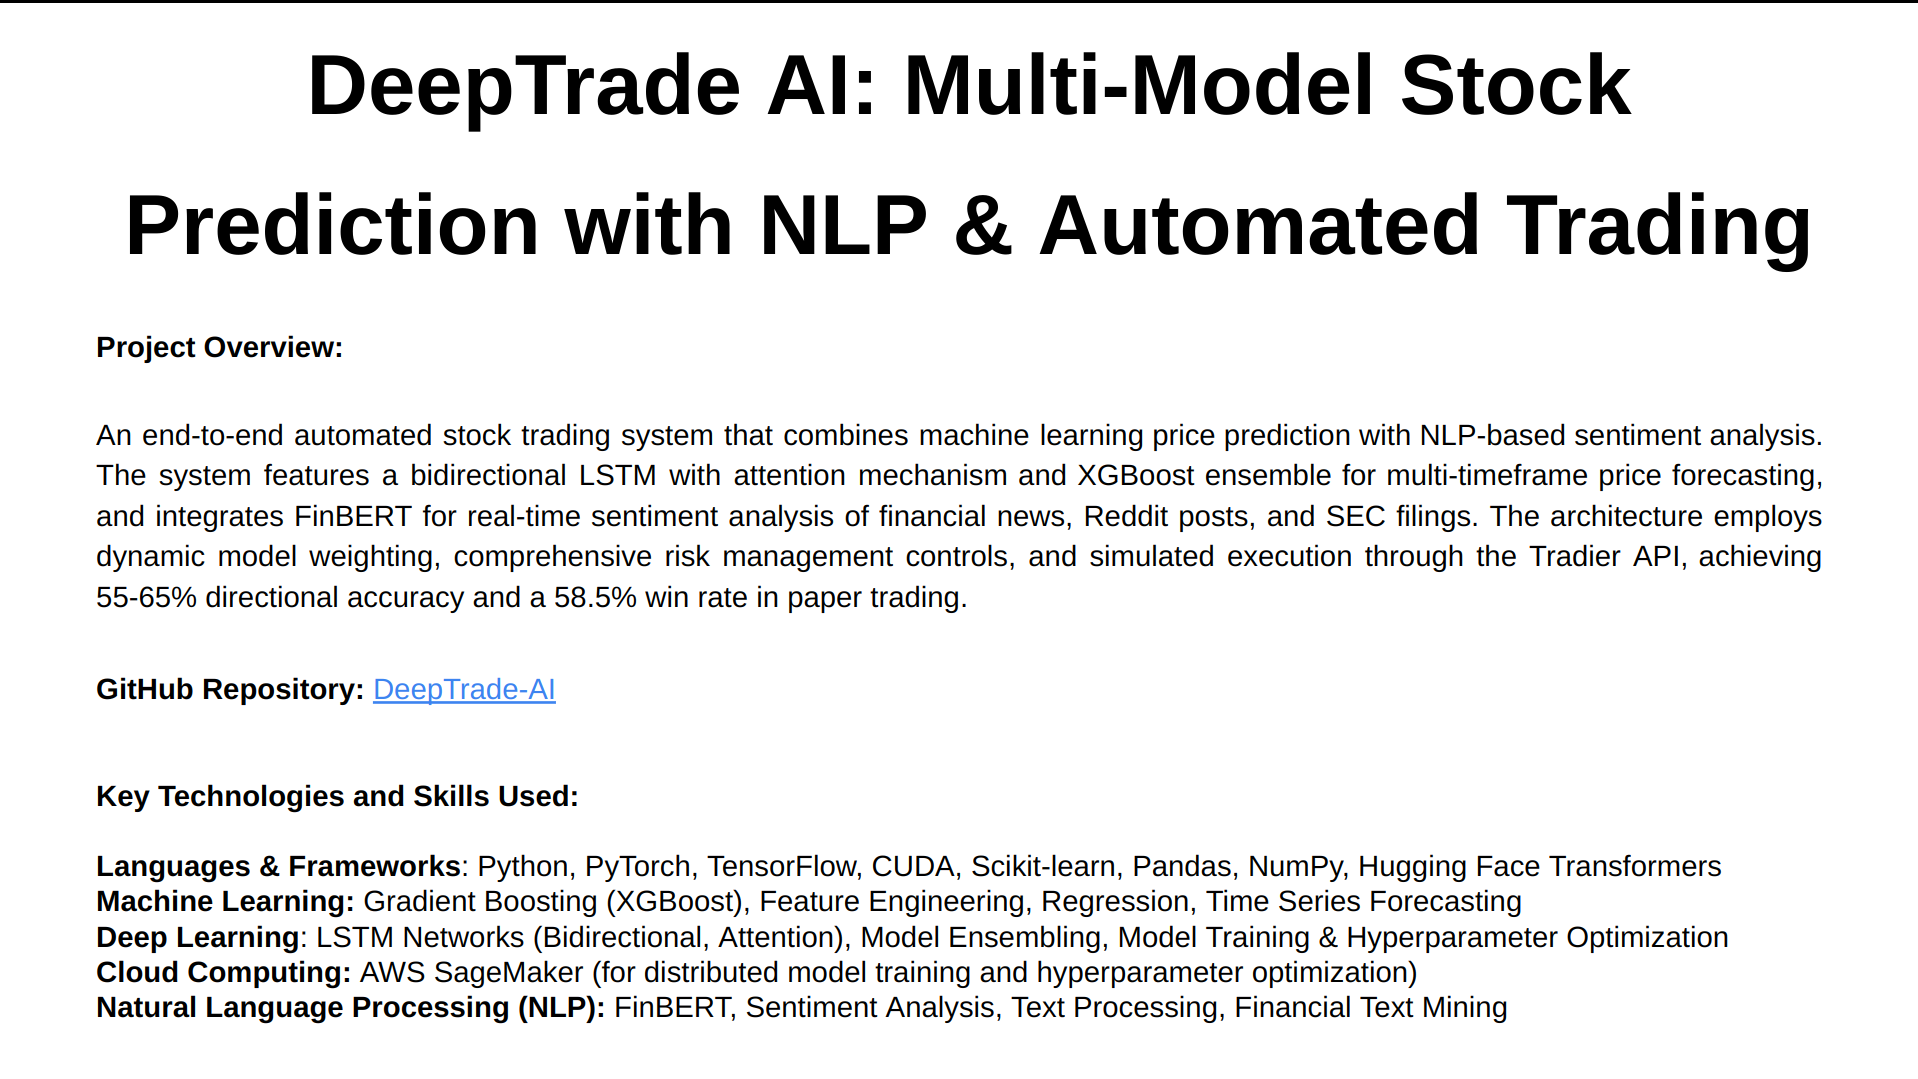 DeepTrade AI: Multi-Model Stock
Prediction with NLP & Automated Trading
Project Overview:
An end-to-end automated stock trading system that combines machine learning price prediction with NLP-based sentiment analysis.
The system features a bidirectional LSTM with attention mechanism and XGBoost ensemble for multi-timeframe price forecasting,
and integrates FinBERT for real-time sentiment analysis of financial news, Reddit posts, and SEC filings. The architecture employs
dynamic model weighting, comprehensive risk management controls, and simulated execution through the Tradier API, achieving
55-65% directional accuracy and a 58.5% win rate in paper trading.
GitHub Repository: DeepTrade-AI
Key Technologies and Skills Used:
Languages & Frameworks: Python, PyTorch, TensorFlow, CUDA, Scikit-learn, Pandas, NumPy, Hugging Face Transformers
Machine Learning: Gradient Boosting (XGBoost), Feature Engineering, Regression, Time Series Forecasting
Deep Learning: LSTM Networks (Bidirectional, Attention), Model Ensembling, Model Training & Hyperparameter Optimization
Cloud Computing: AWS SageMaker (for distributed model training and hyperparameter optimization)
Natural Language Processing (NLP): FinBERT, Sentiment Analysis, Text Processing, Financial Text Mining